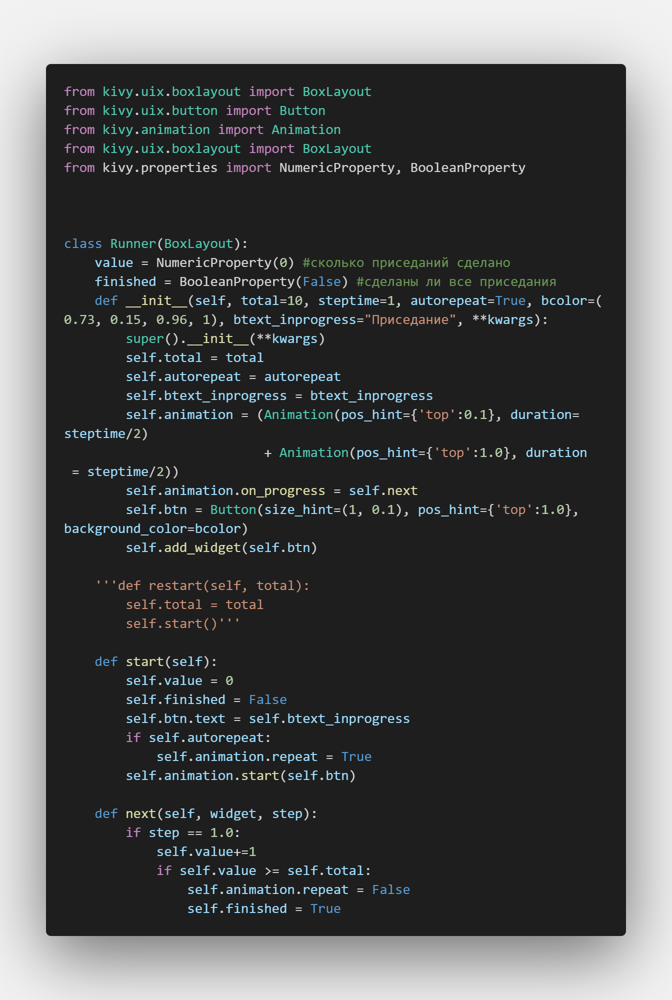 from kivy.uix.boxlayout import BoxLayout
from kivy.uix.button import Button
from kivy.animation import Animation
from kivy.uix.boxlayout import BoxLayout
from kivy.properties import NumericProperty, BooleanProperty
class Runner(BoxLayout):
    value = NumericProperty(0) #сколько приседаний сделано
    finished = BooleanProperty(False) #сделаны ли все приседания
    def __init__(self, total=10, steptime=1, autorepeat=True, bcolor=(
0.73, 0.15, 0.96, 1), btext_inprogress="Приседание", **kwargs):
        super().__init__(**kwargs)
        self.total = total
        self.autorepeat = autorepeat
        self.btext_inprogress = btext_inprogress
        self.animation = (Animation(pos_hint={'top':0.1}, duration=
steptime/2)
                          + Animation(pos_hint={'top':1.0}, duration
 = steptime/2))
        self.animation.on_progress = self.next
        self.btn = Button(size_hint=(1, 0.1), pos_hint={'top':1.0},
background_color=bcolor)
        self.add_widget(self.btn)
    '''def restart(self, total):
        self.total = total
        self.start()'''
    def start(self):
        self.value = 0
        self.finished = False
        self.btn.text = self.btext_inprogress
        if self.autorepeat:
            self.animation.repeat = True
        self.animation.start(self.btn)
    def next(self, widget, step):
        if step == 1.0:
            self.value+=1
            if self.value >= self.total:
                self.animation.repeat = False
                self.finished = True